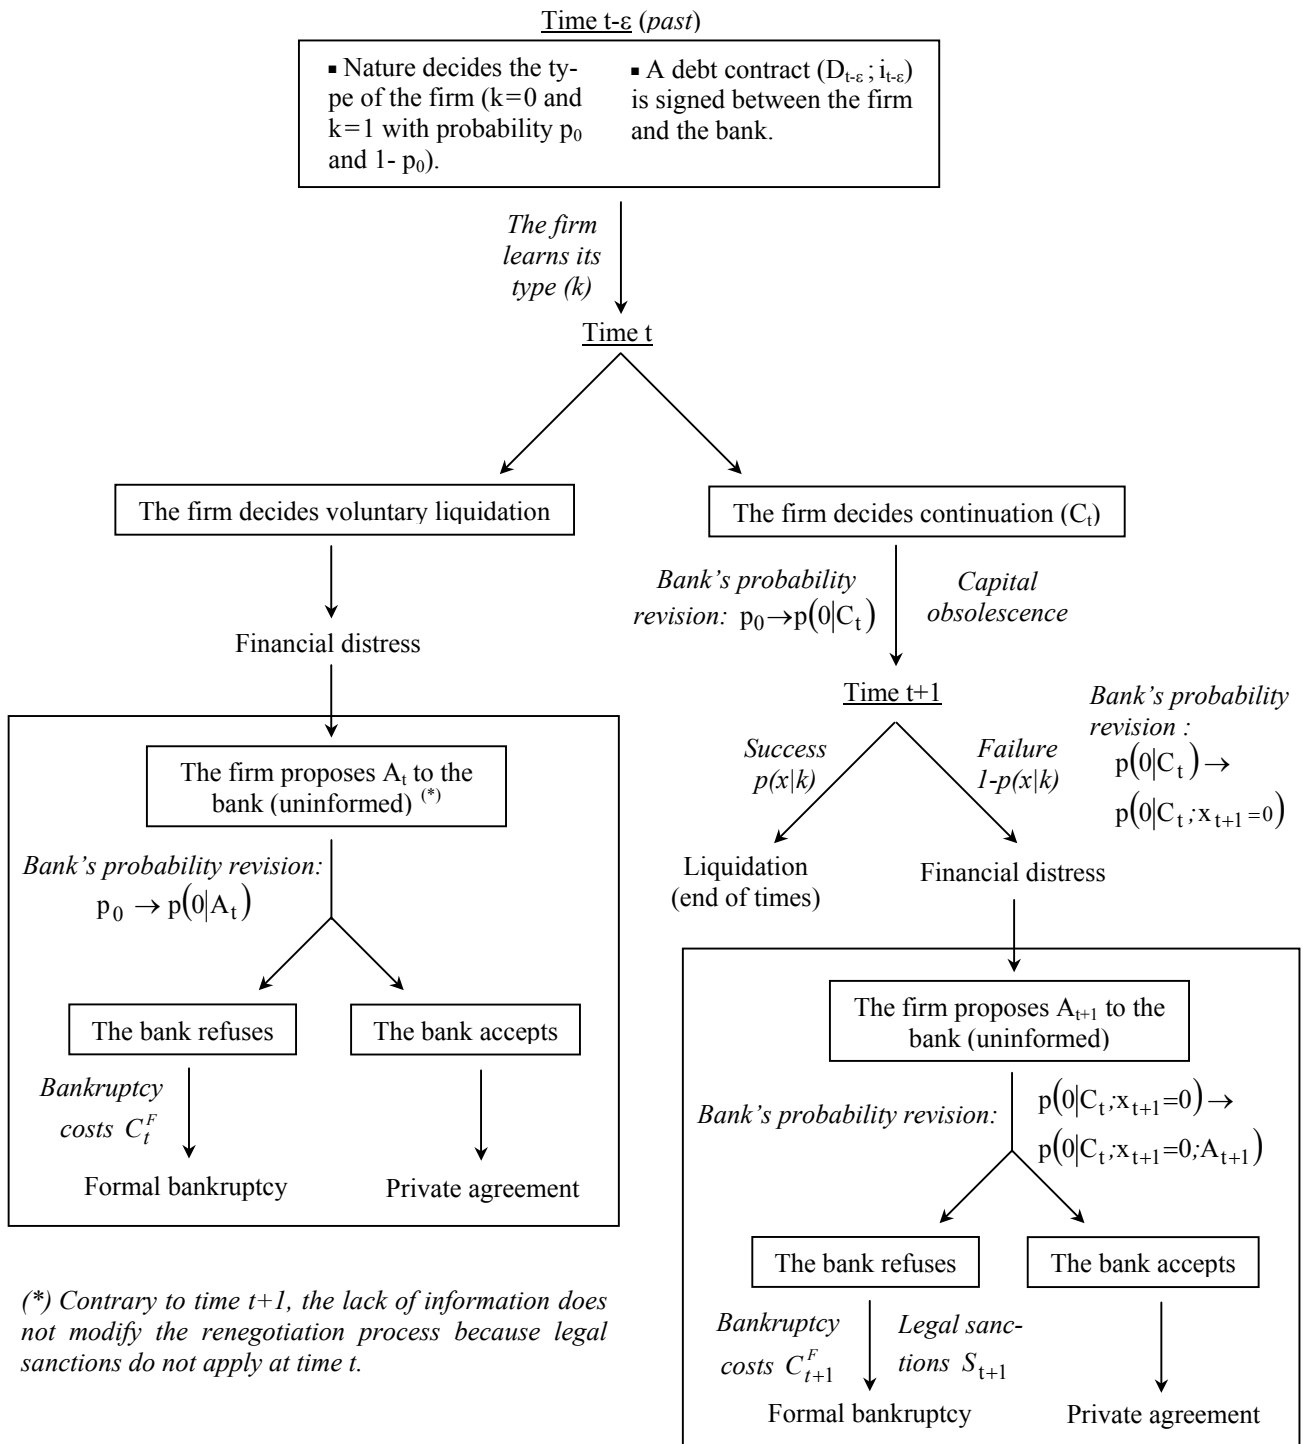 Time t-ε (past)
▪ Nature decides the ty-
pe of the firm (k=0 and
k=1 with probability p₀
and 1- p₀).
▪ A debt contract (Dₜ₋ε ; iₜ₋ε)
is signed between the firm
and the bank.
The firm
learns its
type (k)
Time t
The firm decides voluntary liquidation
The firm decides continuation (Cₜ)
Bank's probability
revision: p₀→p(0|Cₜ)
Capital
obsolescence
Financial distress
Time t+1
Bank's probability
revision :
p(0|Cₜ) →
p(0|Cₜ ; xₜ₊₁ = 0)
Success
p(x|k)
Failure
1-p(x|k)
The firm proposes Aₜ to the
bank (uninformed) (*)
Bank's probability revision:
p₀ → p(0|Aₜ)
Liquidation
(end of times)
Financial distress
The bank refuses
The bank accepts
The firm proposes Aₜ₊₁ to the
bank (uninformed)
Bankruptcy
costs Cₜᶠ
Bank's probability revision:
p(0|Cₜ ; xₜ₊₁=0) →
p(0|Cₜ ; xₜ₊₁=0; Aₜ₊₁)
Formal bankruptcy
Private agreement
The bank refuses
The bank accepts
(*) Contrary to time t+1, the lack of information does
not modify the renegotiation process because legal
sanctions do not apply at time t.
Bankruptcy
costs Cₜ₊₁ᶠ
Legal sanc-
tions Sₜ₊₁
Formal bankruptcy
Private agreement